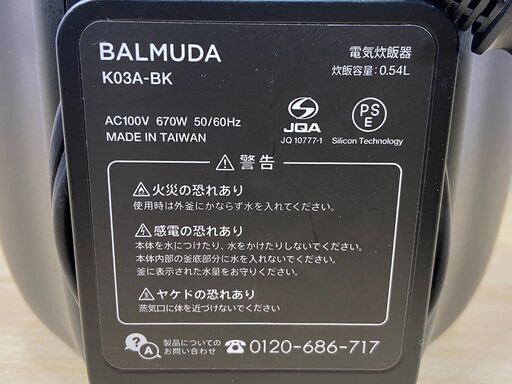 BALMUDA
K03A-BK
電気炊飯器
炊飯容量:0.54L
AC100V 670W 50/60Hz
MADE IN TAIWAN
JQA
JQ 10777-1
PSE
Silicon Technology
警告
火災の恐れあり
使用時は外釜にかならず水を入れてください。
感電の恐れあり
本体を水につけたり、水をかけたりしないでください。
本体内部の釜底部分に水を入れないでください。
釜に表示された水量をお守りください。
ヤケドの恐れあり
蒸気口に体を近づけないでください。
?A 製品についての
お問い合わせ 0120-686-717